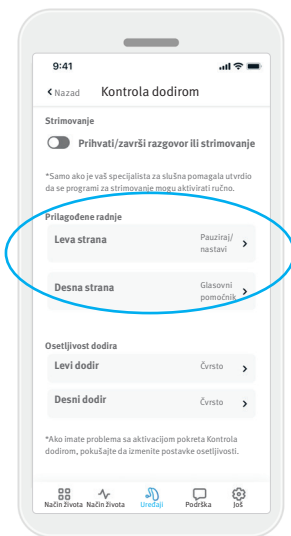 9:41
Nazad Kontrola dodirom
Strimovanje
Prihvati/završi razgovor ili strimovanje
*Samo ako je vaš specijalista za slušna pomagala utvrdio
da se programi za strimovanje mogu aktivirati ručno.
Prilagođene radnje
Leva strana Pauziraj/
nastavi
Desna strana Glasovni
pomoćnik
Osetljivost dodira
Levi dodir Čvrsto
Desni dodir Čvrsto
*Ako imate problema sa aktivacijom pokreta Kontrola
dodirom, pokušajte da izmenite postavke osetljivosti.
Način života Način života Uređaji Podrška Još